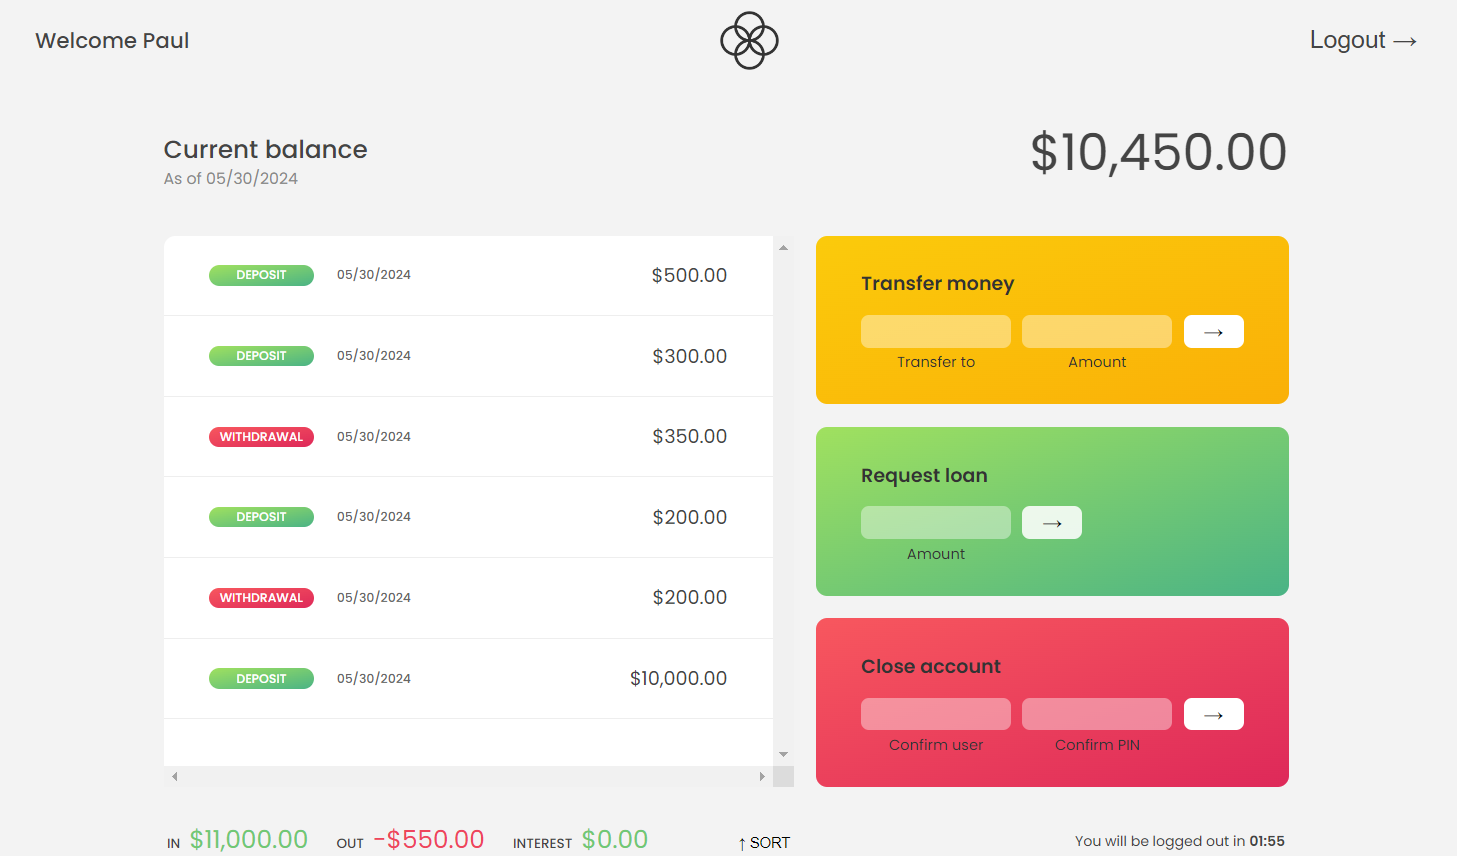 Welcome Paul
Logout →
Current balance
As of 05/30/2024
$10,450.00
DEPOSIT 05/30/2024 $500.00
DEPOSIT 05/30/2024 $300.00
WITHDRAWAL 05/30/2024 $350.00
DEPOSIT 05/30/2024 $200.00
WITHDRAWAL 05/30/2024 $200.00
DEPOSIT 05/30/2024 $10,000.00
Transfer money
→
Transfer to Amount
Request loan
→
Amount
Close account
→
Confirm user Confirm PIN
IN $11,000.00 OUT -$550.00 INTEREST $0.00 ↑ SORT
You will be logged out in 01:55